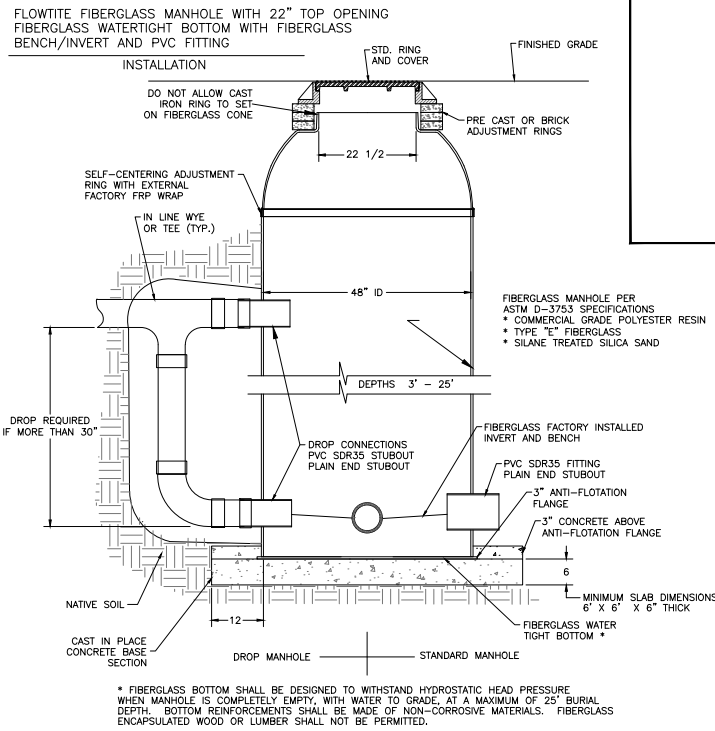 FLOWTITE FIBERGLASS MANHOLE WITH 22" TOP OPENING
FIBERGLASS WATERTIGHT BOTTOM WITH FIBERGLASS
BENCH/INVERT AND PVC FITTING
INSTALLATION
STD. RING
AND COVER
FINISHED GRADE
DO NOT ALLOW CAST
IRON RING TO SET
ON FIBERGLASS CONE
PRE CAST OR BRICK
ADJUSTMENT RINGS
22 1/2
SELF-CENTERING ADJUSTMENT
RING WITH EXTERNAL
FACTORY FRP WRAP
IN LINE WYE
OR TEE (TYP.)
48" ID
FIBERGLASS MANHOLE PER
ASTM D-3753 SPECIFICATIONS
* COMMERCIAL GRADE POLYESTER RESIN
* TYPE "E" FIBERGLASS
* SILANE TREATED SILICA SAND
DEPTHS 3' - 25'
DROP REQUIRED
IF MORE THAN 30"
FIBERGLASS FACTORY INSTALLED
INVERT AND BENCH
DROP CONNECTIONS
PVC SDR35 STUBOUT
PLAIN END STUBOUT
PVC SDR35 FITTING
PLAIN END STUBOUT
3" ANTI-FLOTATION
FLANGE
3" CONCRETE ABOVE
ANTI-FLOTATION FLANGE
6
NATIVE SOIL
MINIMUM SLAB DIMENSIONS
6' X 6' X 6" THICK
12
FIBERGLASS WATER
TIGHT BOTTOM *
CAST IN PLACE
CONCRETE BASE
SECTION
DROP MANHOLE
STANDARD MANHOLE
* FIBERGLASS BOTTOM SHALL BE DESIGNED TO WITHSTAND HYDROSTATIC HEAD PRESSURE
WHEN MANHOLE IS COMPLETELY EMPTY, WITH WATER TO GRADE, AT A MAXIMUM OF 25' BURIAL
DEPTH. BOTTOM REINFORCEMENTS SHALL BE MADE OF NON-CORROSIVE MATERIALS. FIBERGLASS
ENCAPSULATED WOOD OR LUMBER SHALL NOT BE PERMITTED.